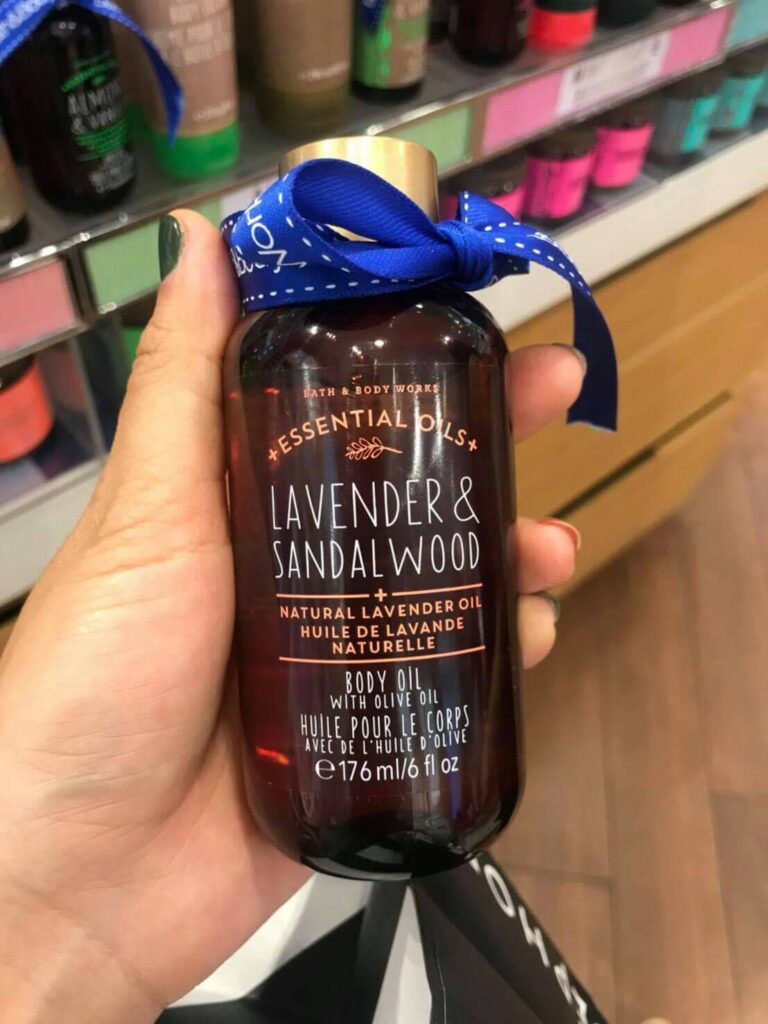 BATH & BODY WORKS
+ESSENTIAL OILS+
LAVENDER &
SANDALWOOD
+
NATURAL LAVENDER OIL
HUILE DE LAVANDE
NATURELLE
BODY OIL
WITH OLIVE OIL
HUILE POUR LE CORPS
AVEC DE L'HUILE D'OLIVE
℮176 ml/6 fl oz